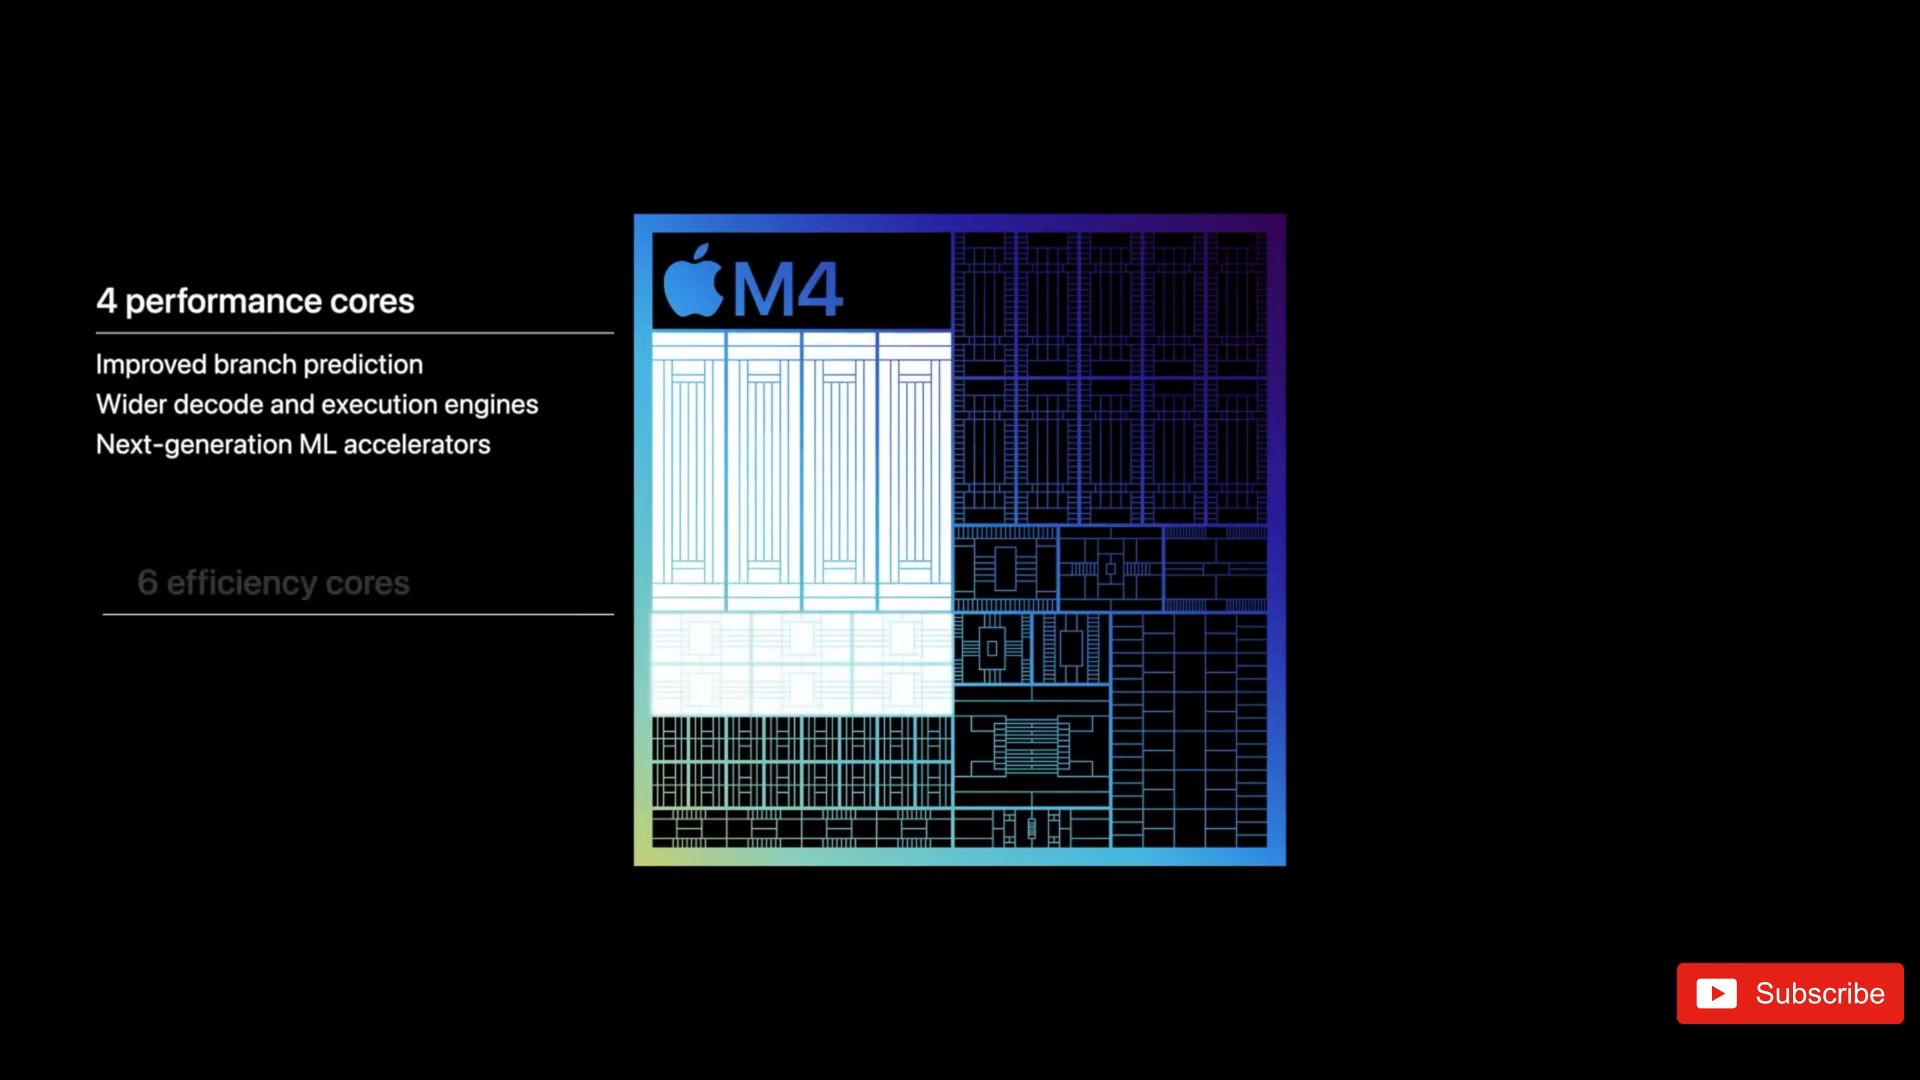 4 performance cores
Improved branch prediction
Wider decode and execution engines
Next-generation ML accelerators
6 efficiency cores
M4
Subscribe